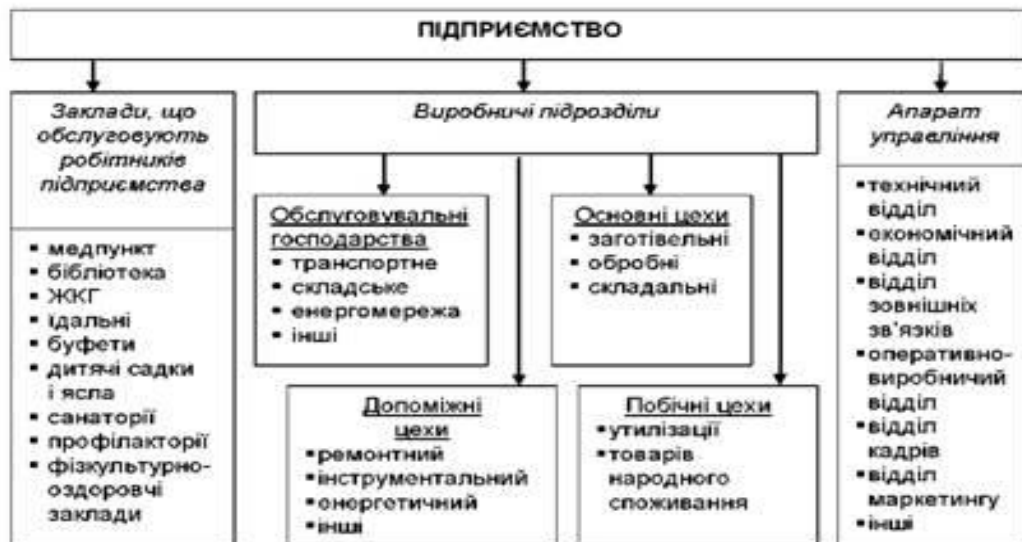 ПІДПРИЄМСТВО
Заклади, що
обслуговують
робітників
підприємства
▪ медпункт
▪ бібліотека
▪ ЖКГ
▪ їдальні
▪ буфети
▪ дитячі садки
і ясла
▪ санаторії
▪ профілакторії
▪ фізкультурно-
оздоровчі
заклади
Виробничі підрозділи
Обслуговувальні
господарства
▪ транспортне
▪ складське
▪ енергомережа
▪ інші
Основні цехи
▪ заготівельні
▪ обробні
▪ складальні
Допоміжні
цехи
▪ремонтний
▪інструментальний
▪енергетичний
▪інші
Побічні цехи
▪утилізації
▪товарів
народного
споживання
Апарат
управління
▪технічний
відділ
▪економічний
відділ
▪відділ
зовнішніх
зв'язків
▪оперативно-
виробничий
відділ
▪відділ
кадрів
▪відділ
маркетингу
▪інші